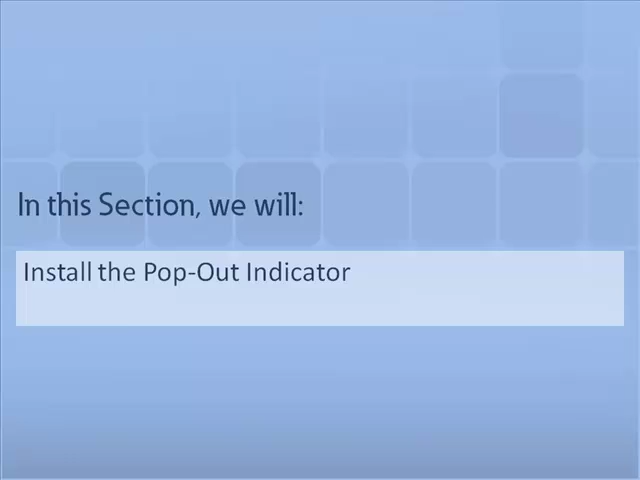 In this Section, we will:
Install the Pop-Out Indicator